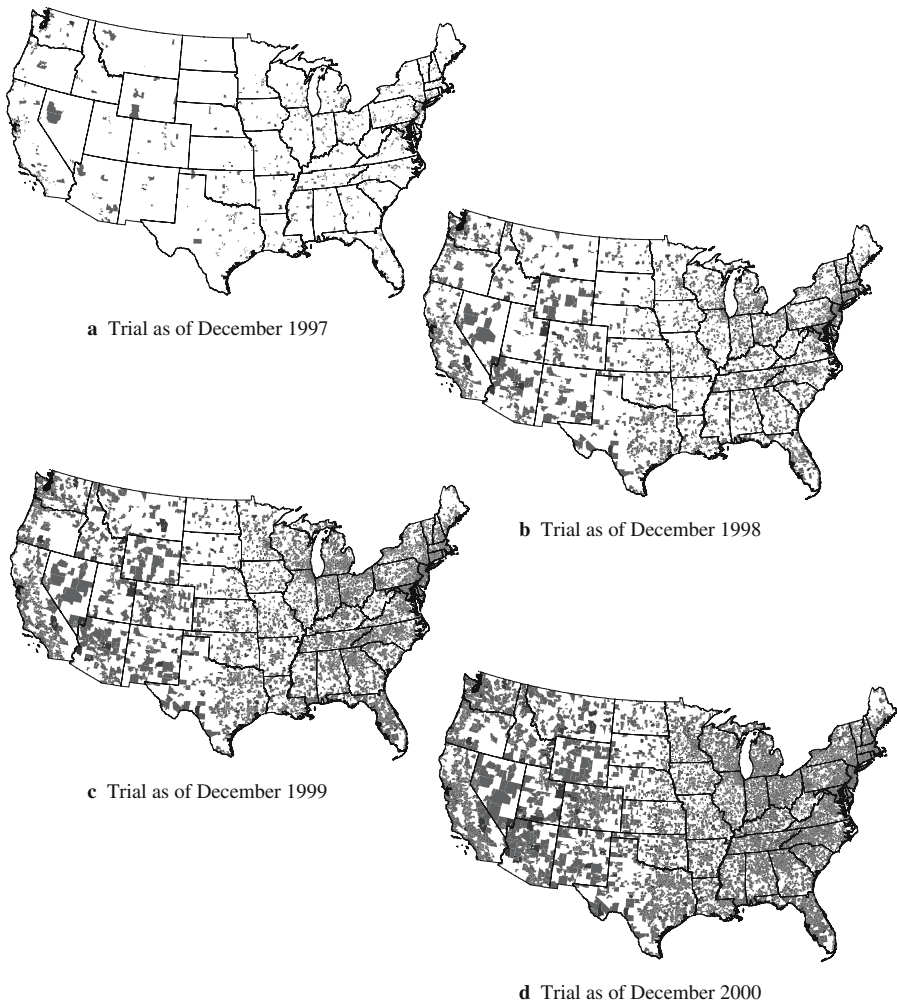 a Trial as of December 1997
b Trial as of December 1998
c Trial as of December 1999
d Trial as of December 2000